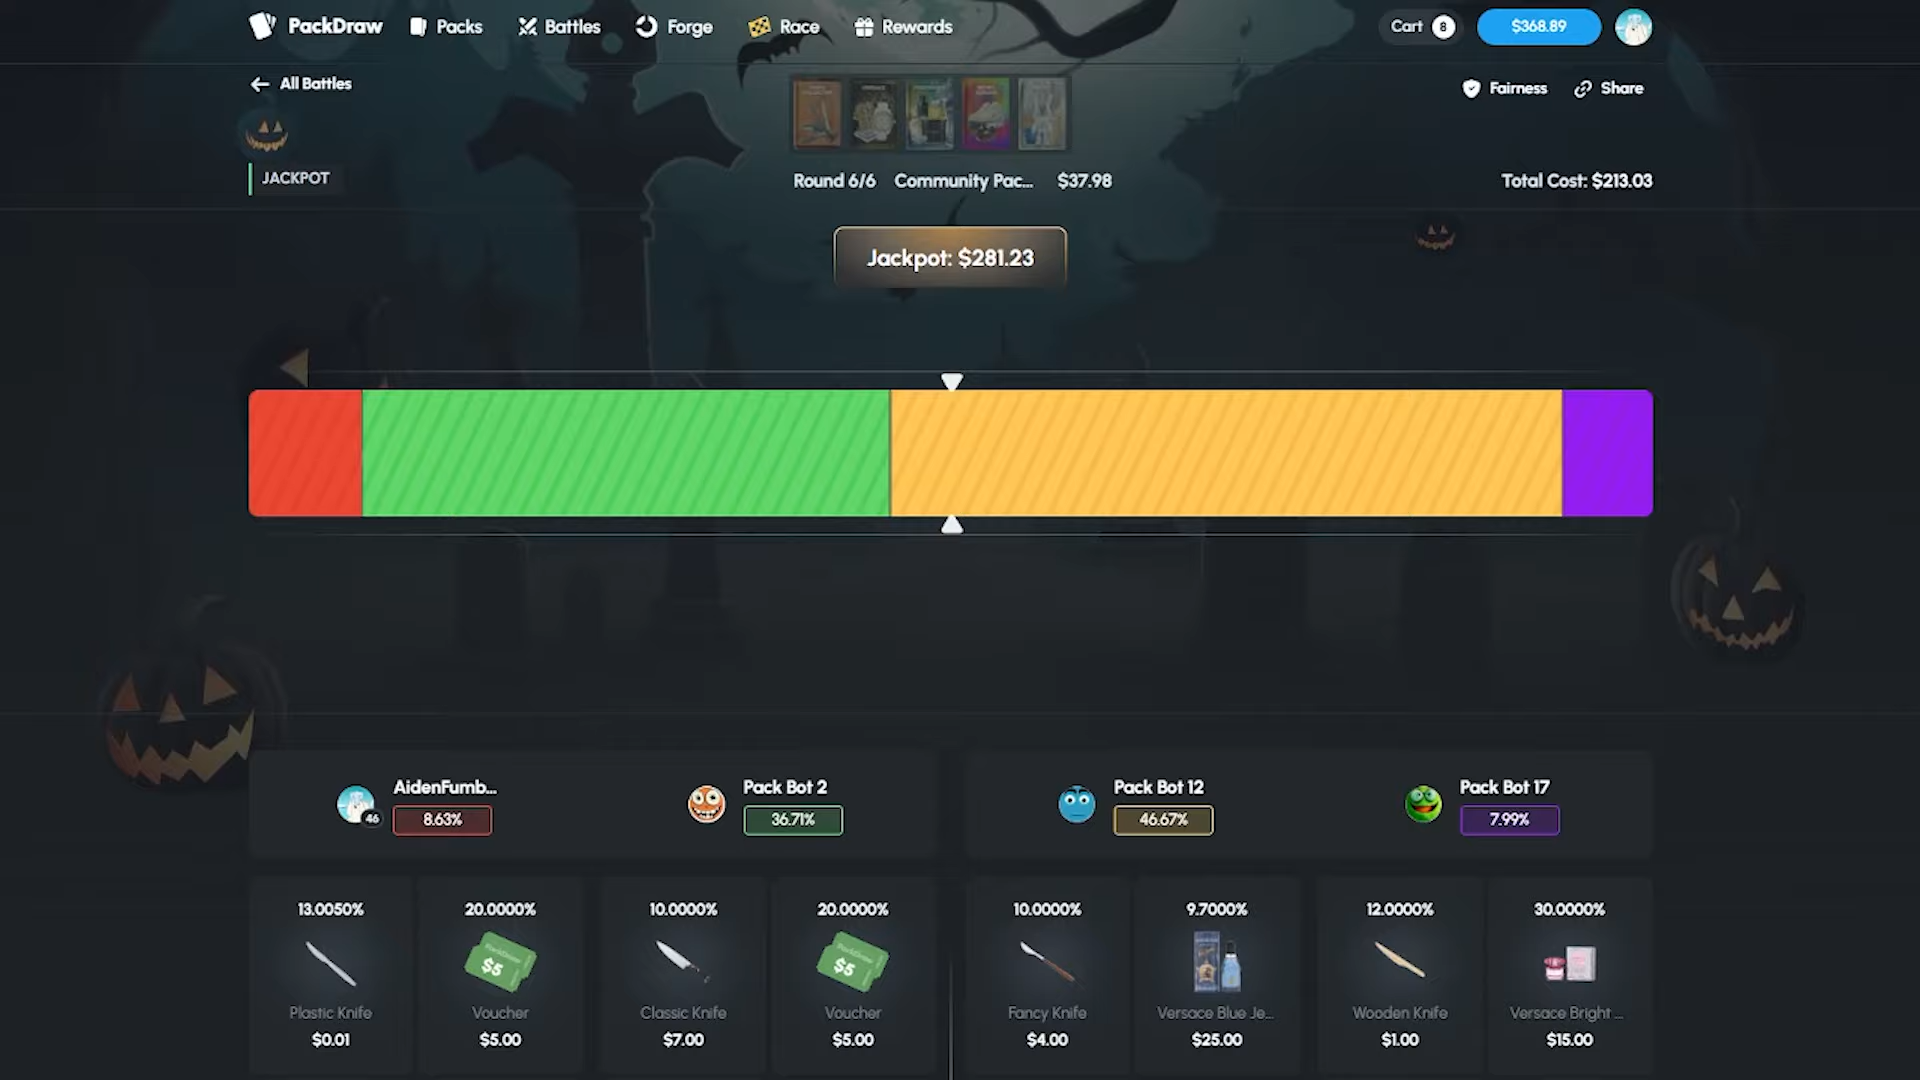 PackDraw
Packs
Battles
Forge
Race
Rewards
Cart 8
$368.89
All Battles
Fairness
Share
JACKPOT
Round 6/6 Community Pac... $37.98
Total Cost: $213.03
Jackpot: $281.23
AidenFumb...
46
8.63%
Pack Bot 2
36.71%
Pack Bot 12
46.67%
Pack Bot 17
7.99%
13.0050%
Plastic Knife
$0.01
20.0000%
$5
Voucher
$5.00
10.0000%
Classic Knife
$7.00
20.0000%
$5
Voucher
$5.00
10.0000%
Fancy Knife
$4.00
9.7000%
Versace Blue Je...
$25.00
12.0000%
Wooden Knife
$1.00
30.0000%
Versace Bright ...
$15.00